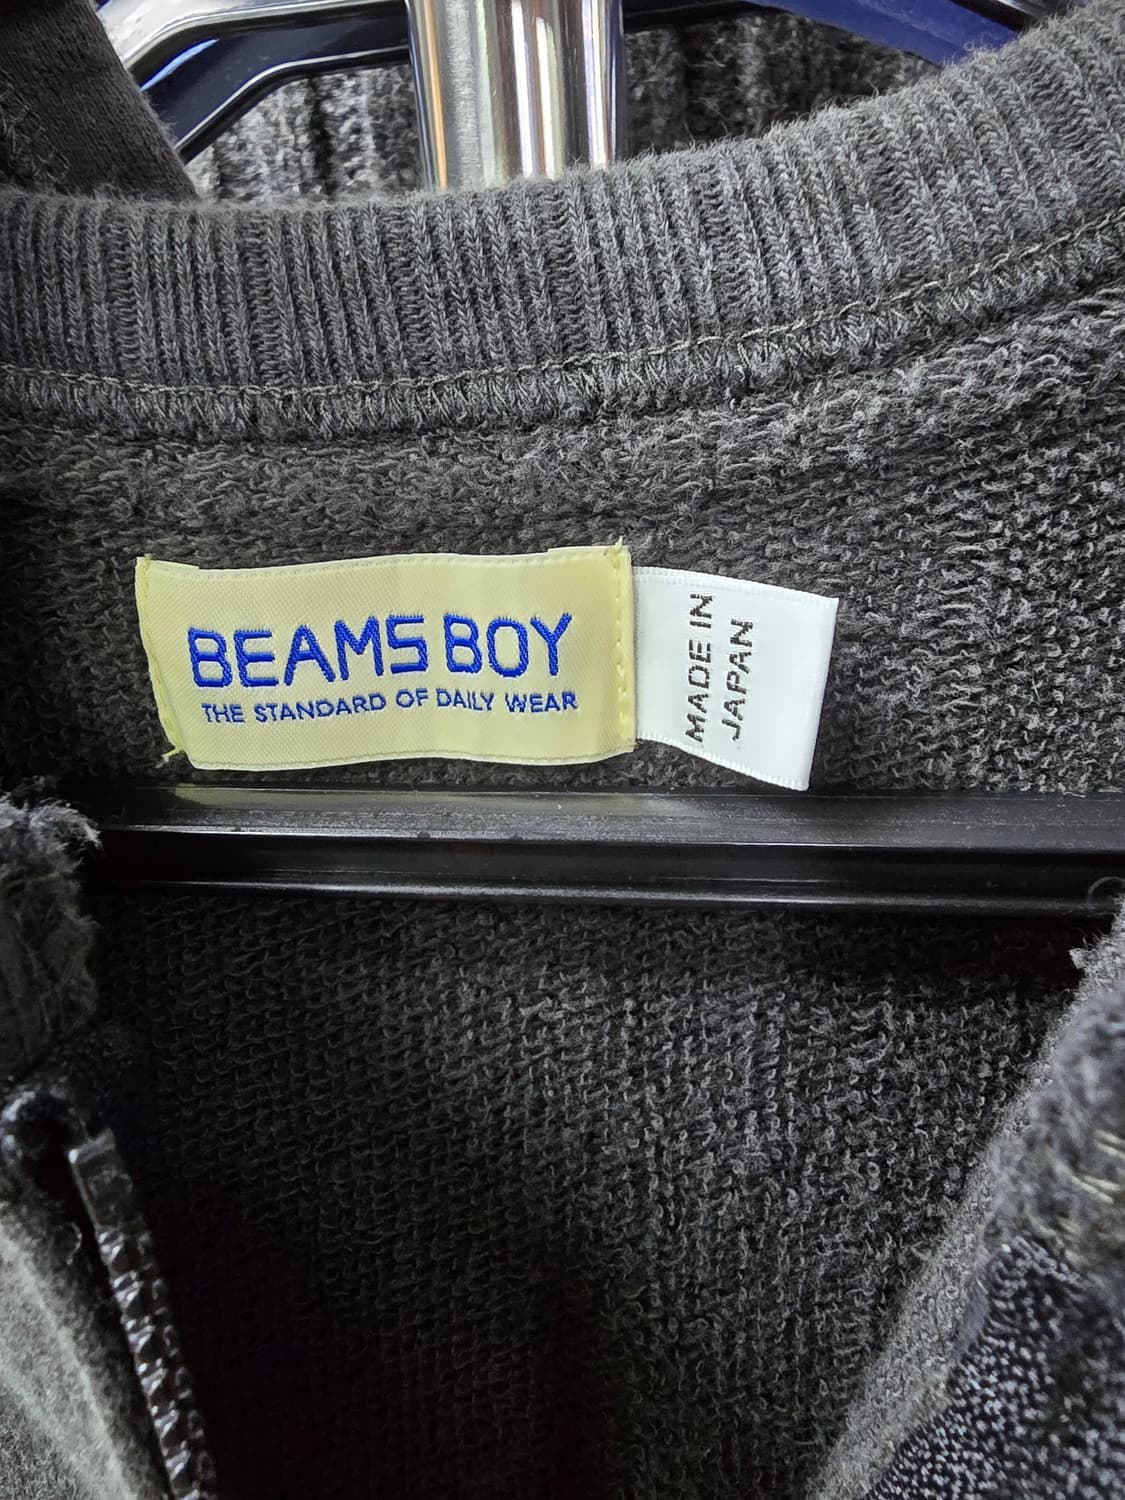 BEAMS BOY
THE STANDARD OF DAILY WEAR
MADE IN
JAPAN